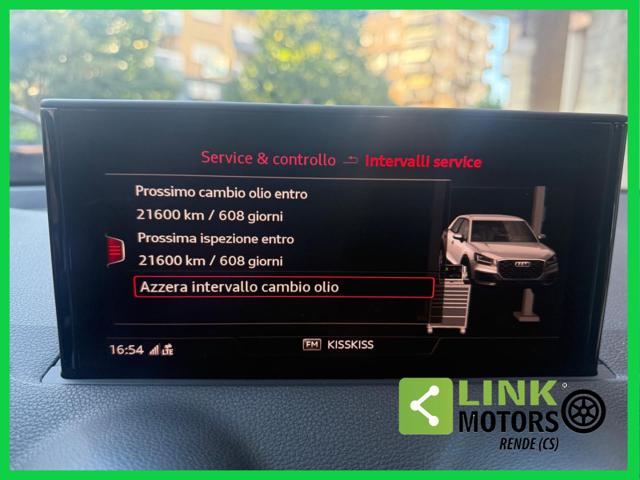 Service & controllo Intervalli service
Prossimo cambio olio entro
21600 km / 608 giorni
Prossima ispezione entro
21600 km / 608 giorni
Azzera intervallo cambio olio
16:54 LTE FM KISSKISS
LINK
MOTORS
RENDE (CS)